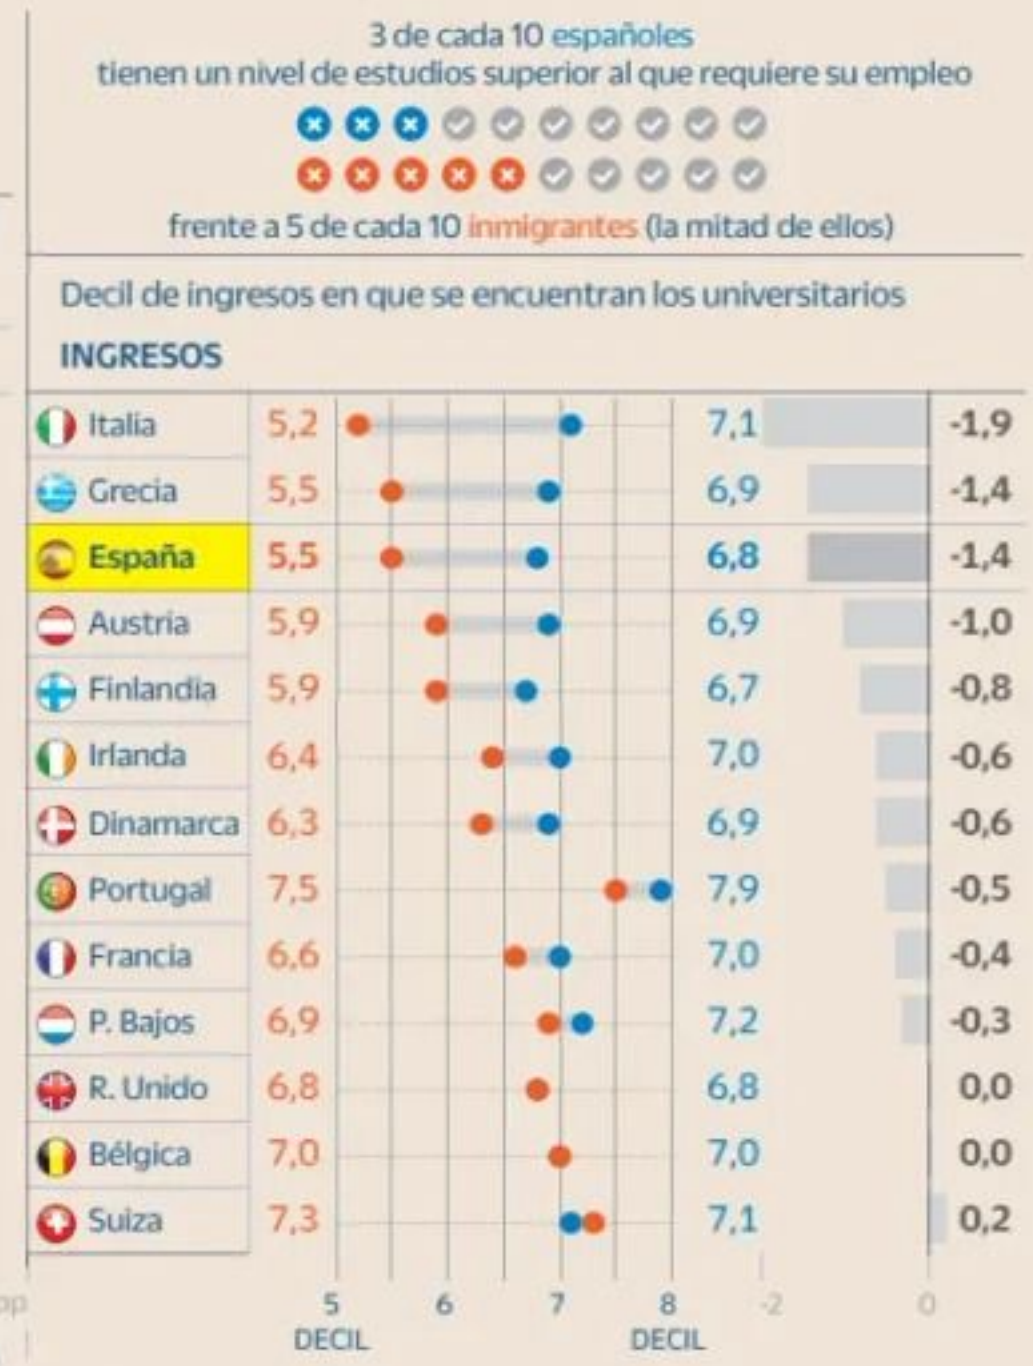 3 de cada 10 españoles
tienen un nivel de estudios superior al que requiere su empleo
frente a 5 de cada 10 inmigrantes (la mitad de ellos)
Decil de ingresos en que se encuentran los universitarios
INGRESOS
Italia 5,2 7,1 -1,9
Grecia 5,5 6,9 -1,4
España 5,5 6,8 -1,4
Austria 5,9 6,9 -1,0
Finlandia 5,9 6,7 -0,8
Irlanda 6,4 7,0 -0,6
Dinamarca 6,3 6,9 -0,6
Portugal 7,5 7,9 -0,5
Francia 6,6 7,0 -0,4
P. Bajos 6,9 7,2 -0,3
R. Unido 6,8 6,8 0,0
Bélgica 7,0 7,0 0,0
Suiza 7,3 7,1 0,2
5 6 7 8 -2 0
DECIL DECIL